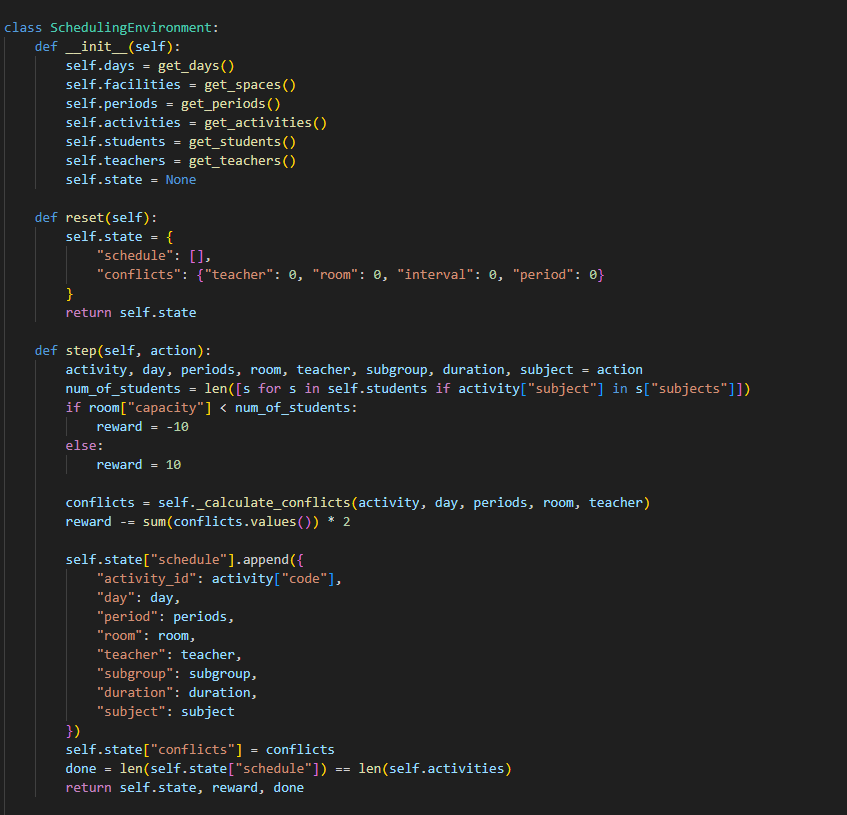 class SchedulingEnvironment:
    def __init__(self):
        self.days = get_days()
        self.facilities = get_spaces()
        self.periods = get_periods()
        self.activities = get_activities()
        self.students = get_students()
        self.teachers = get_teachers()
        self.state = None

    def reset(self):
        self.state = {
            "schedule": [],
            "conflicts": {"teacher": 0, "room": 0, "interval": 0, "period": 0}
        }
        return self.state

    def step(self, action):
        activity, day, periods, room, teacher, subgroup, duration, subject = action
        num_of_students = len([s for s in self.students if activity["subject"] in s["subjects"]])
        if room["capacity"] < num_of_students:
            reward = -10
        else:
            reward = 10

        conflicts = self._calculate_conflicts(activity, day, periods, room, teacher)
        reward -= sum(conflicts.values()) * 2

        self.state["schedule"].append({
            "activity_id": activity["code"],
            "day": day,
            "period": periods,
            "room": room,
            "teacher": teacher,
            "subgroup": subgroup,
            "duration": duration,
            "subject": subject
        })
        self.state["conflicts"] = conflicts
        done = len(self.state["schedule"]) == len(self.activities)
        return self.state, reward, done